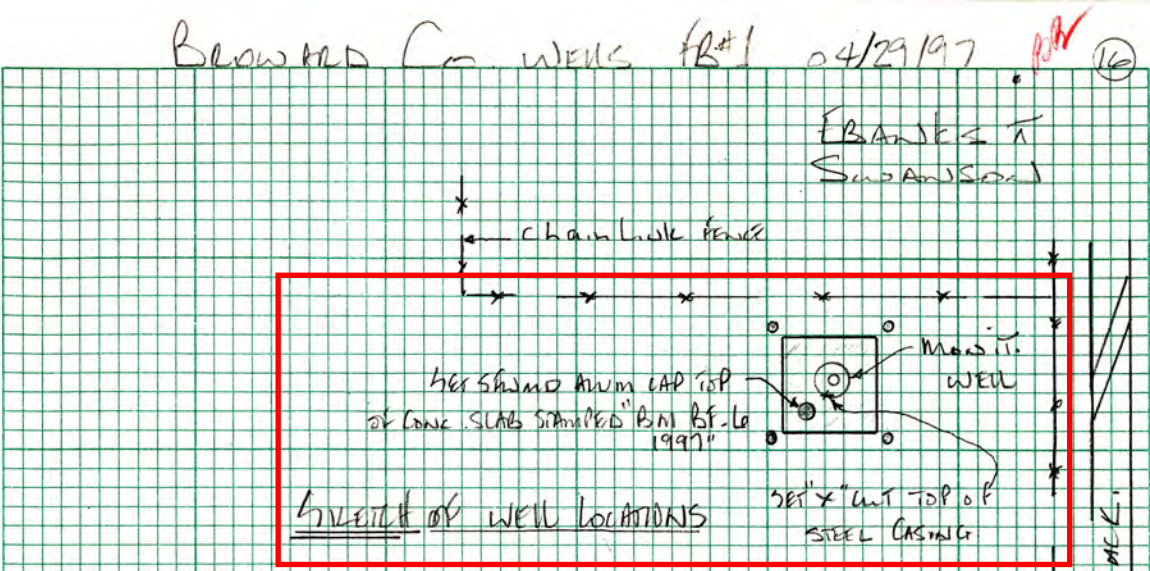 BROWARD Co. WELLS FB#1 04/29/97
16
EBANKS
SWANSON
Chain Link FENCE
MONIT.
WELL
SET SFWMD ALUM CAP TOP
OF CONC. SLAB STAMPED "BM BF-6
1997"
SET "X" CUT TOP OF
STEEL CASING
SKETCH OF WELL LOCATIONS